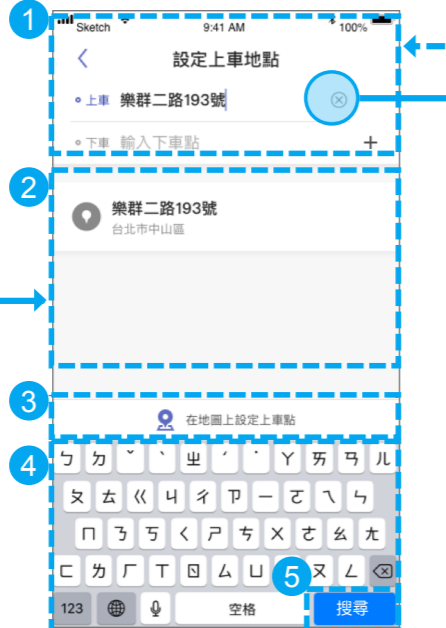 1
Sketch 9:41 AM 100%
設定上車地點
上車 樂群二路193號
下車 輸入下車點 +
2
樂群二路193號
台北市中山區
3
在地圖上設定上車點
4
ㄅ ㄉ ˇ ˋ ㄓ ˊ ˙ ㄚ ㄞ ㄢ ㄦ
ㄆ ㄊ ㄍ ㄐ ㄔ ㄗ ㄧ ㄛ ㄟ ㄣ
ㄇ ㄋ ㄎ ㄑ ㄕ ㄘ ㄨ ㄜ ㄠ ㄤ
ㄈ ㄌ ㄏ ㄒ ㄖ ㄙ ㄩ ㄡ ㄥ
5
123 空格 搜尋